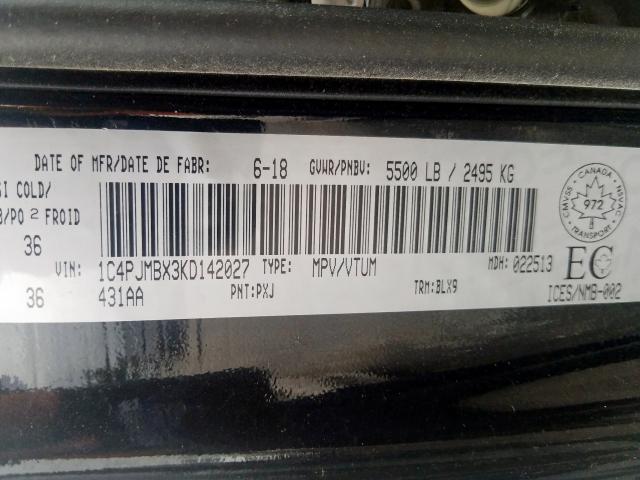 DATE OF MFR/DATE DE FABR: 6-18 GVWR/PNBV: 5500 LB / 2495 KG
SI COLD/
/PO 2 FROID
36
VIN: 1C4PJMBX3KD142027 TYPE: MPV/VTUM MDH: 022513
36 431AA PNT:PXJ TRM:BLX9
CANADA
CMVSS NSVAC
972
TRANSPORT
EC
ICES/NMB-002